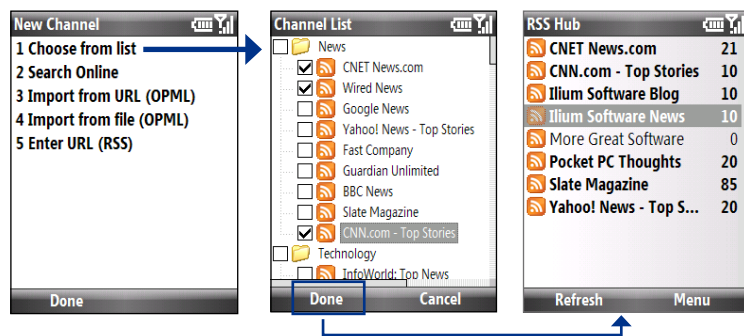 New Channel
1 Choose from list
2 Search Online
3 Import from URL (OPML)
4 Import from file (OPML)
5 Enter URL (RSS)
Done
Channel List
News
CNET News.com
Wired News
Google News
Yahoo! News - Top Stories
Fast Company
Guardian Unlimited
BBC News
Slate Magazine
CNN.com - Top Stories
Technology
InfoWorld: Top News
Done Cancel
RSS Hub
CNET News.com 21
CNN.com - Top Stories 10
Ilium Software Blog 10
Ilium Software News 10
More Great Software 0
Pocket PC Thoughts 20
Slate Magazine 85
Yahoo! News - Top S... 20
Refresh Menu